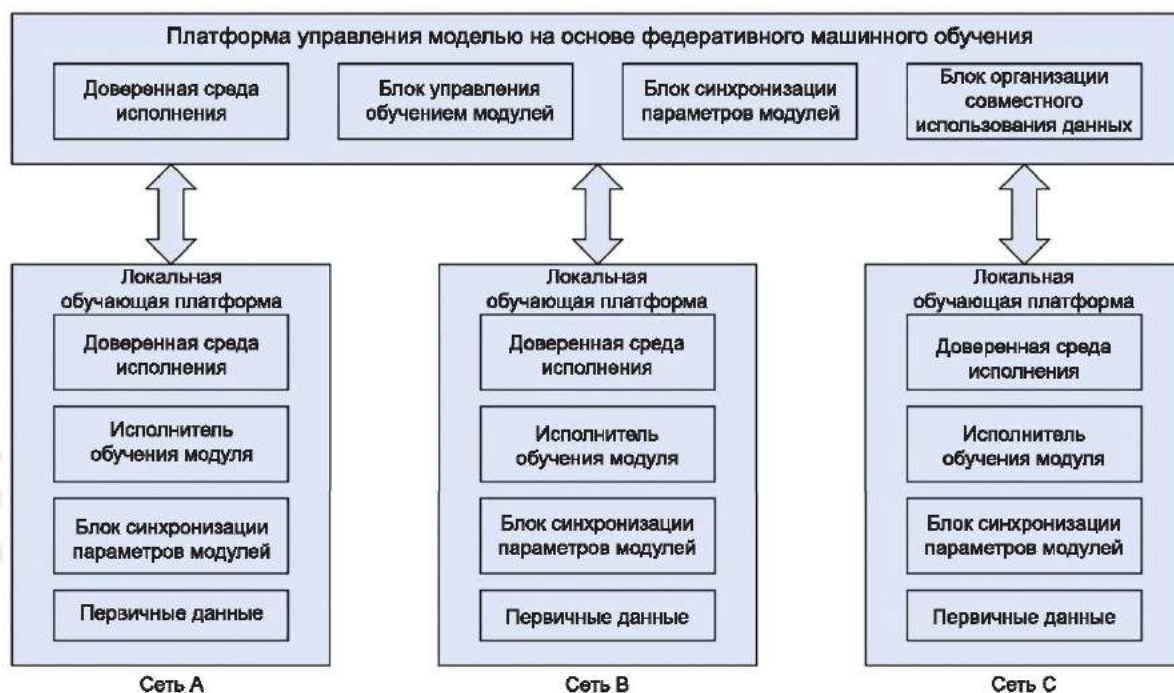 Платформа управления моделью на основе федеративного машинного обучения
Доверенная среда
исполнения
Блок управления
обучением модулей
Блок синхронизации
параметров модулей
Блок организации
совместного
использования данных
Локальная
обучающая платформа
Доверенная среда
исполнения
Исполнитель
обучения модуля
Блок синхронизации
параметров модулей
Первичные данные
Сеть А
Локальная
обучающая платформа
Доверенная среда
исполнения
Исполнитель
обучения модуля
Блок синхронизации
параметров модулей
Первичные данные
Сеть В
Локальная
обучающая платформа
Доверенная среда
исполнения
Исполнитель
обучения модуля
Блок синхронизации
параметров модулей
Первичные данные
Сеть С